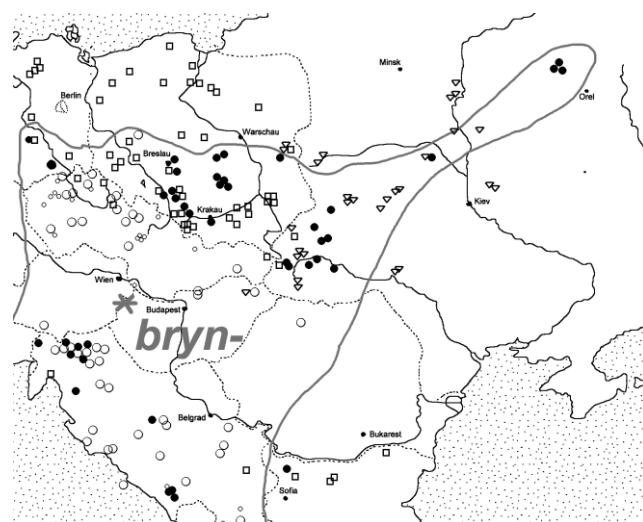 Minsk
Berlin
Orel
Warschau
Breslau
Kiev
Krakau
Wien
Budapest
*bryn-
Belgrad
Bukarest
Sofia